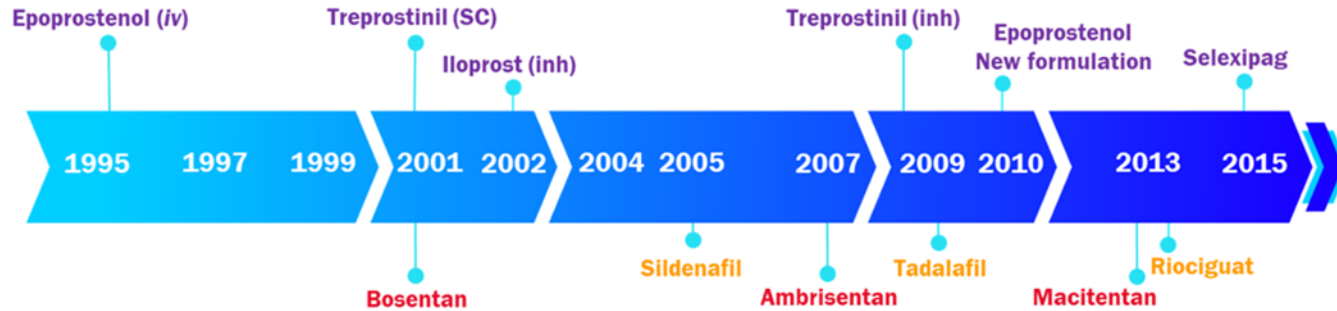 Epoprostenol (iv)
Treprostinil (SC)
Iloprost (inh)
Treprostinil (inh)
Epoprostenol
New formulation
Selexipag
1995 1997 1999 2001 2002 2004 2005 2007 2009 2010 2013 2015
Bosentan
Sildenafil
Ambrisentan
Tadalafil
Macitentan
Riociguat